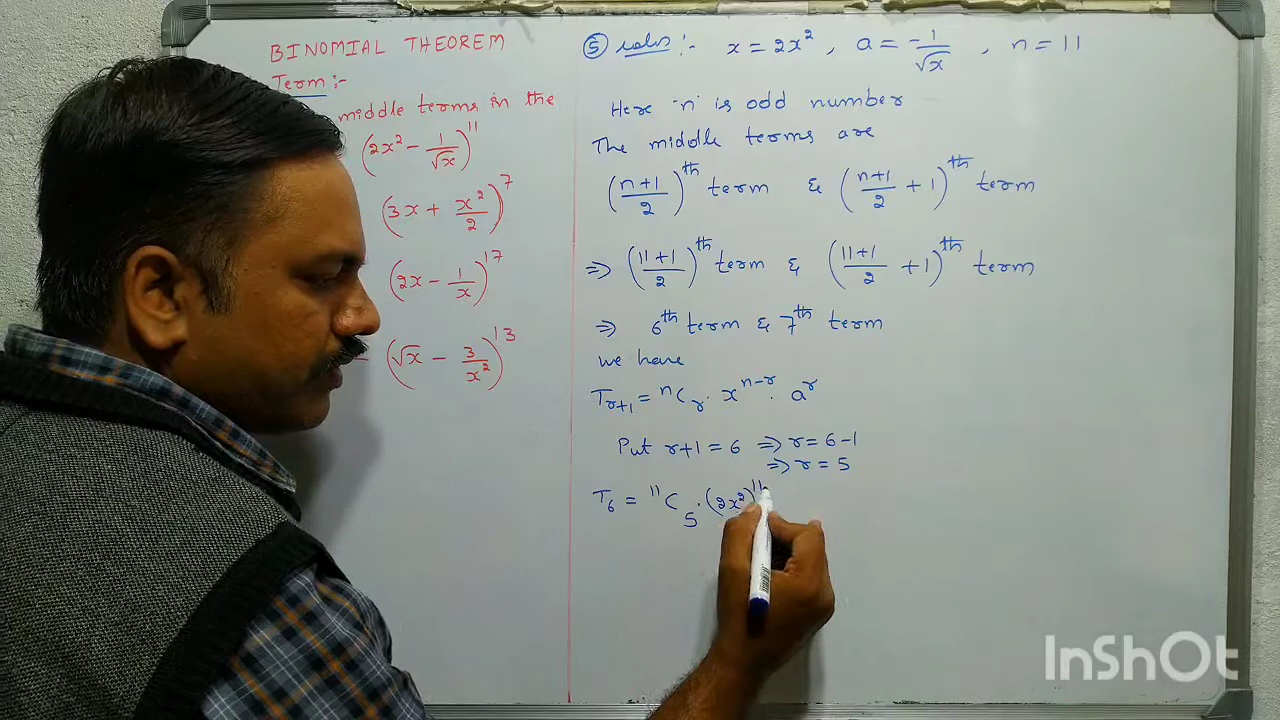 BINOMIAL THEOREM
Term:-
middle terms in the
(2x² - 1/√x)¹¹
(3x + x²/2)⁷
(2x - 1/x)¹⁷
(√x - 3/x²)¹³
⑤ soln:- x = 2x², a = -1/√x, n = 11
Here 'n' is odd number
The middle terms are
((n+1)/2)ᵗʰ term & ((n+1)/2 + 1)ᵗʰ term
⇒ ((11+1)/2)ᵗʰ term & ((11+1)/2 + 1)ᵗʰ term
⇒ 6ᵗʰ term & 7ᵗʰ term
we have
Tᵣ₊₁ = ⁿCᵣ · xⁿ⁻ʳ · aʳ
Put r+1 = 6 ⇒ r = 6-1
⇒ r = 5
T₆ = ¹¹C₅ · (2x²)¹¹
InShOt